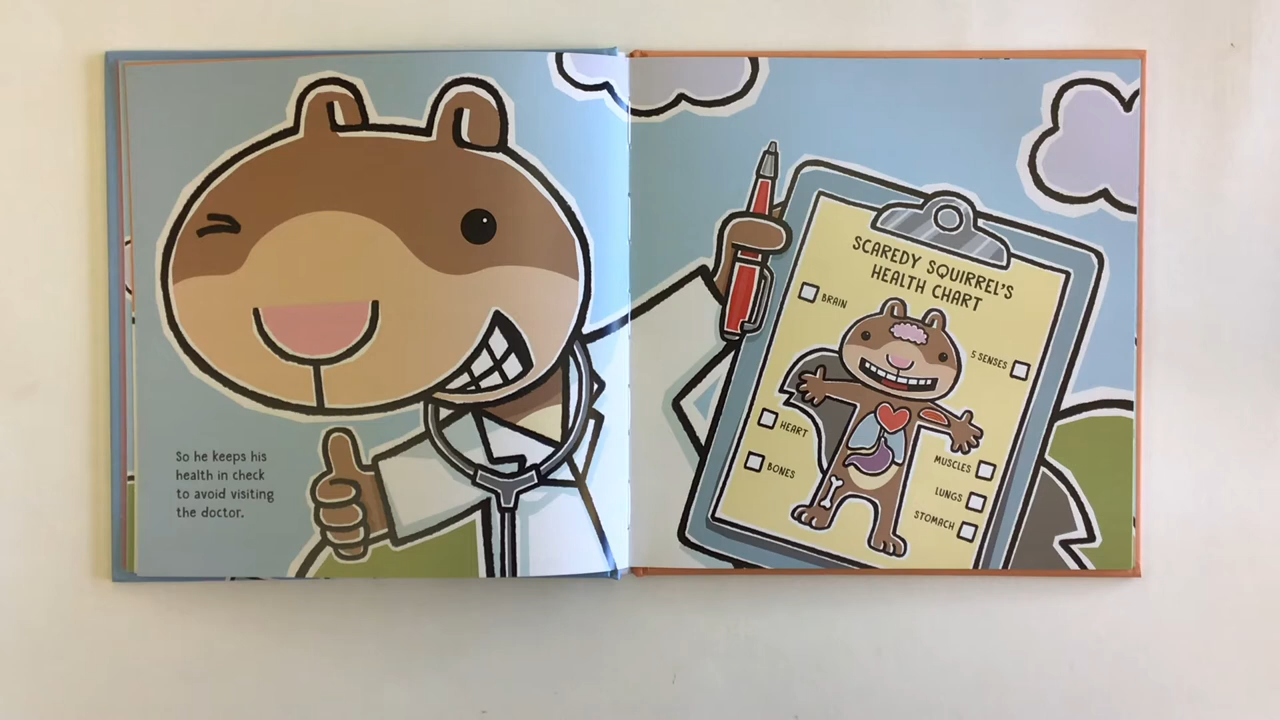 So he keeps his
health in check
to avoid visiting
the doctor.
SCAREDY SQUIRREL'S
HEALTH CHART
BRAIN
5 SENSES
HEART
BONES
MUSCLES
LUNGS
STOMACH